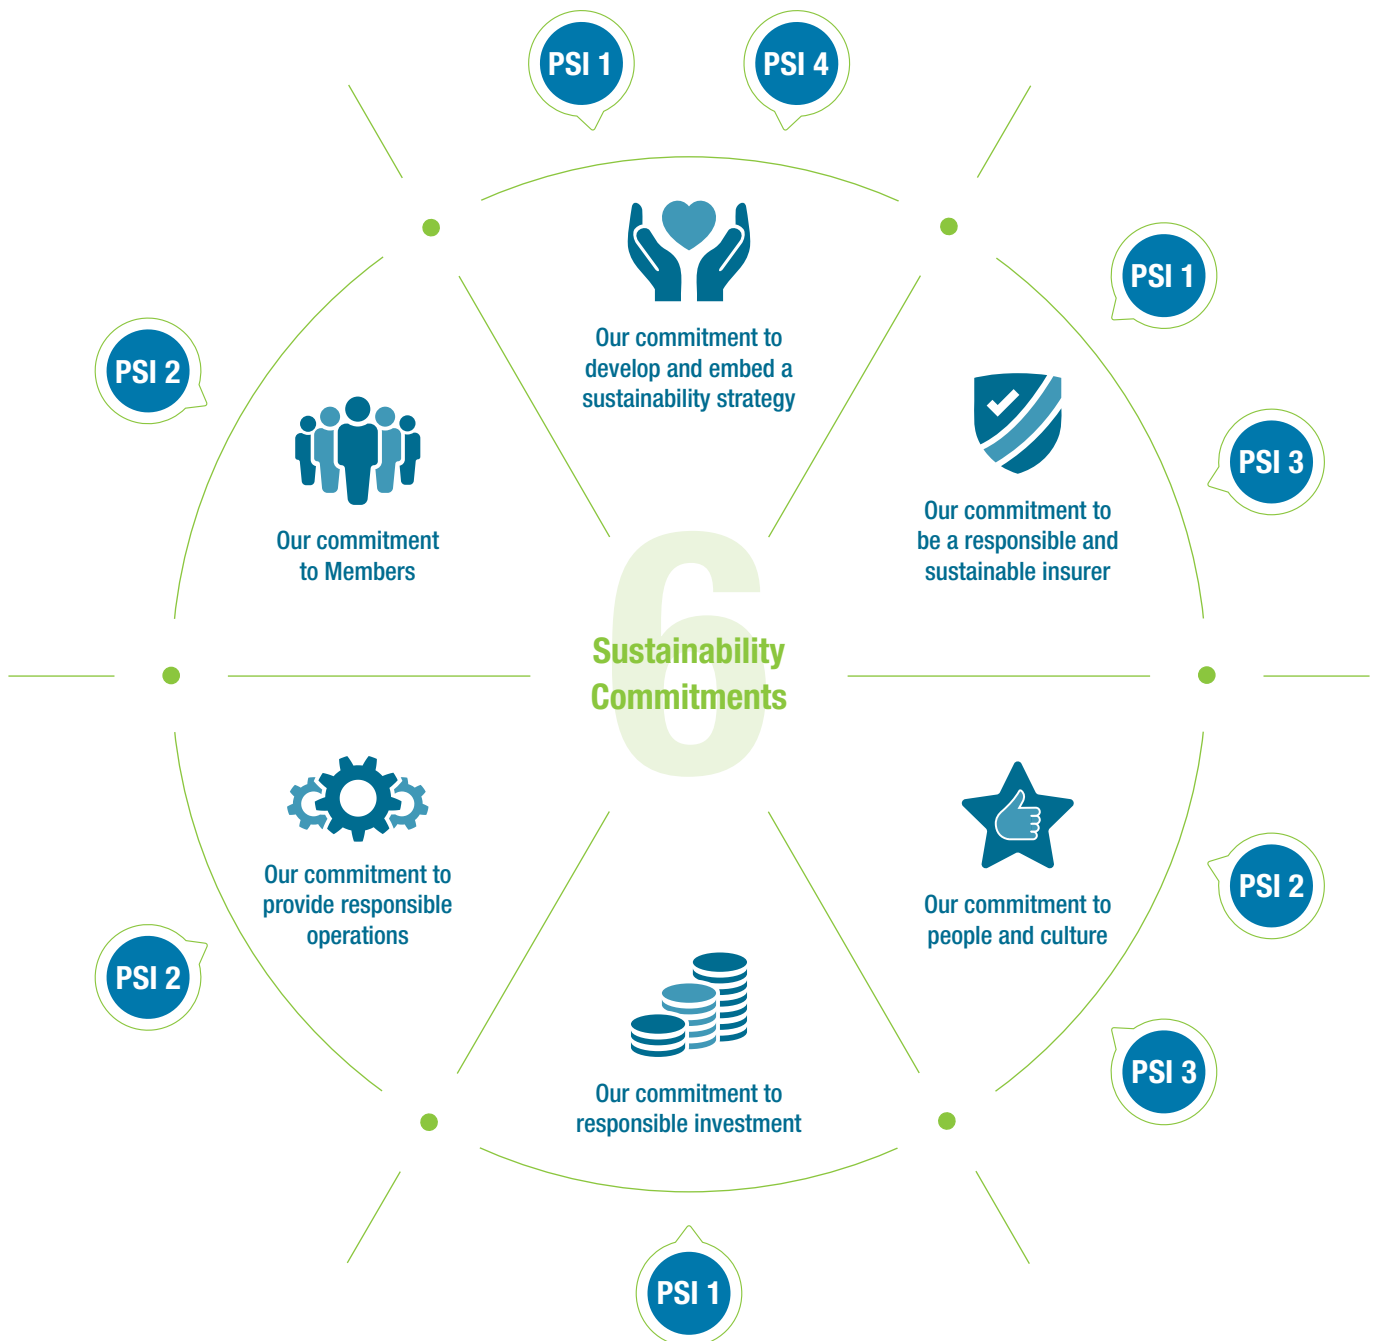 PSI 1
PSI 4
Our commitment to
develop and embed a
sustainability strategy
PSI 1
PSI 3
Our commitment to
be a responsible and
sustainable insurer
PSI 2
Our commitment
to Members
6
Sustainability
Commitments
Our commitment to
provide responsible
operations
PSI 2
Our commitment to
people and culture
PSI 2
PSI 3
Our commitment to
responsible investment
PSI 1